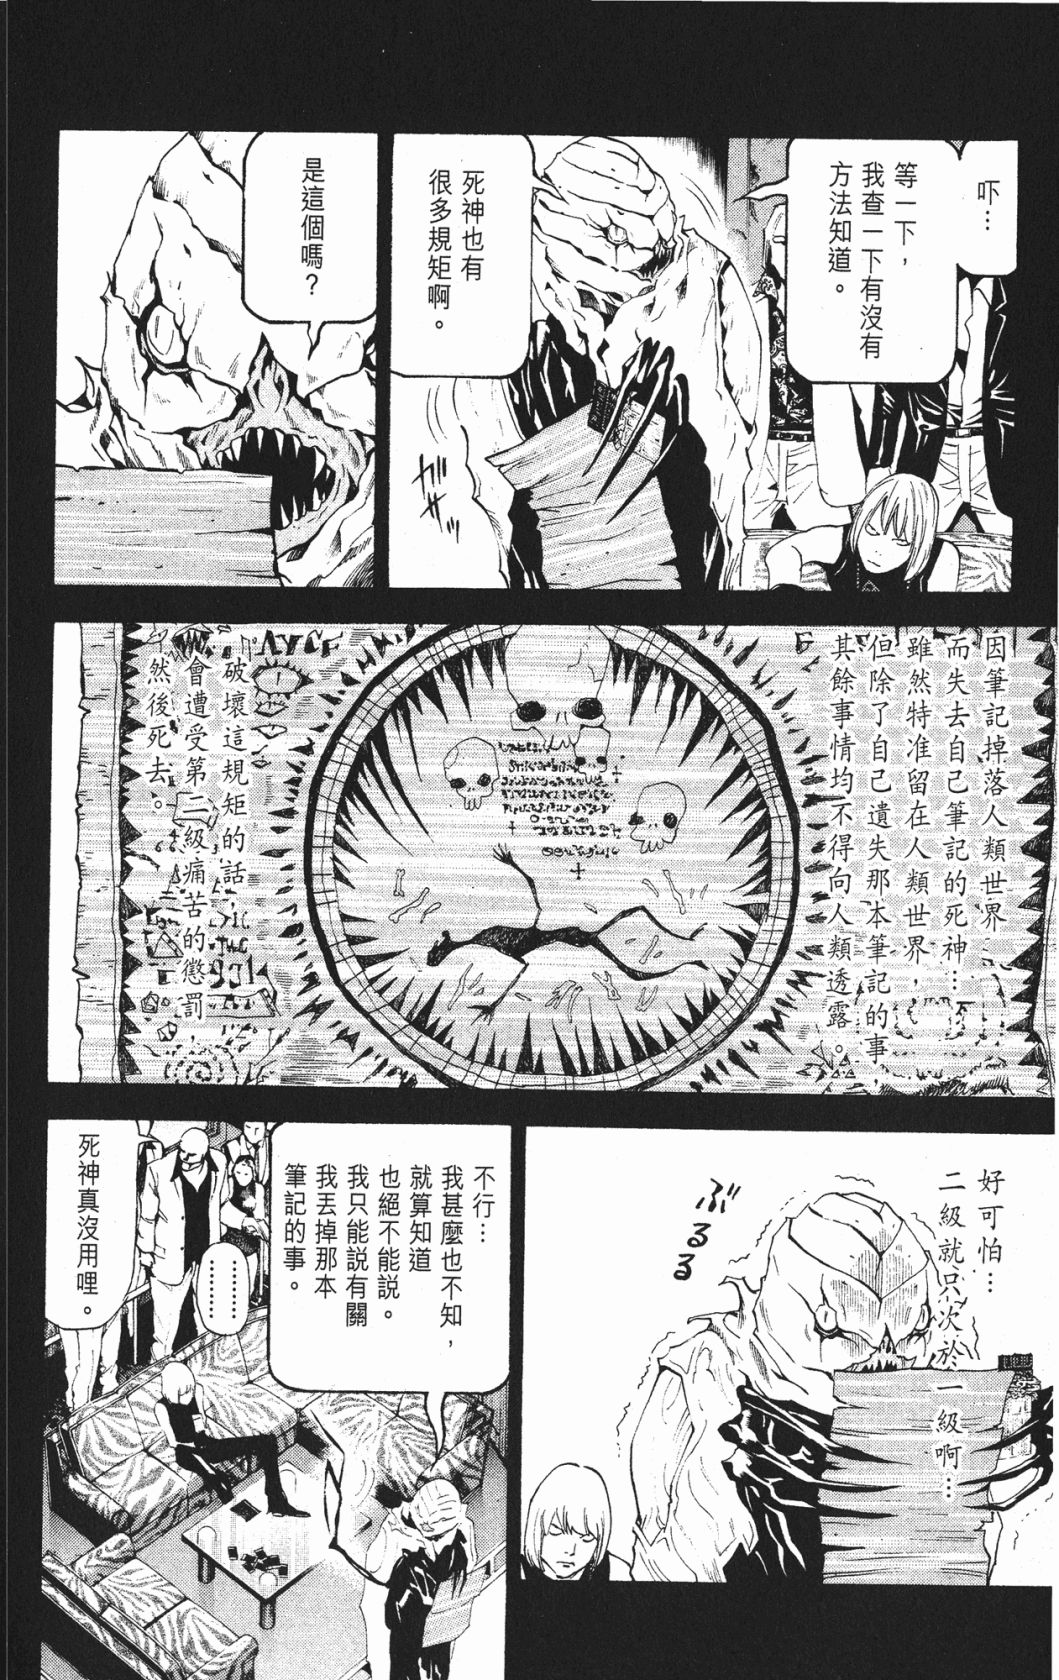 吓…
等一下，
我查一下有沒有
方法知道。
死神也有
很多規矩啊。
ガサ
是這個嗎？
因筆記掉落人類世界
而失去自己筆記的死神…
雖然特准留在人類世界，
但除了自己遺失那本筆記的事
其餘事情均不得向人類透露。
破壞這規矩的話，
會遭受第二級痛苦的懲罰
然後死去。
好可怕…
二級就只次於一級啊…
ぶるる
不行…
我甚麼也不知，
就算知道
也絕不能說。
我只能說有關
我丟掉那本
筆記的事。
………
死神真沒用哩。